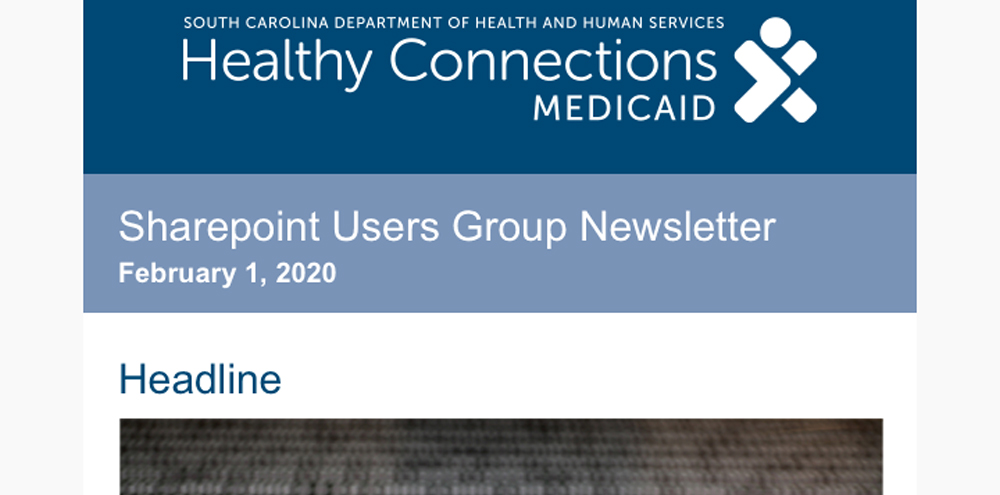 SOUTH CAROLINA DEPARTMENT OF HEALTH AND HUMAN SERVICES
Healthy Connections
MEDICAID
Sharepoint Users Group Newsletter
February 1, 2020
Headline